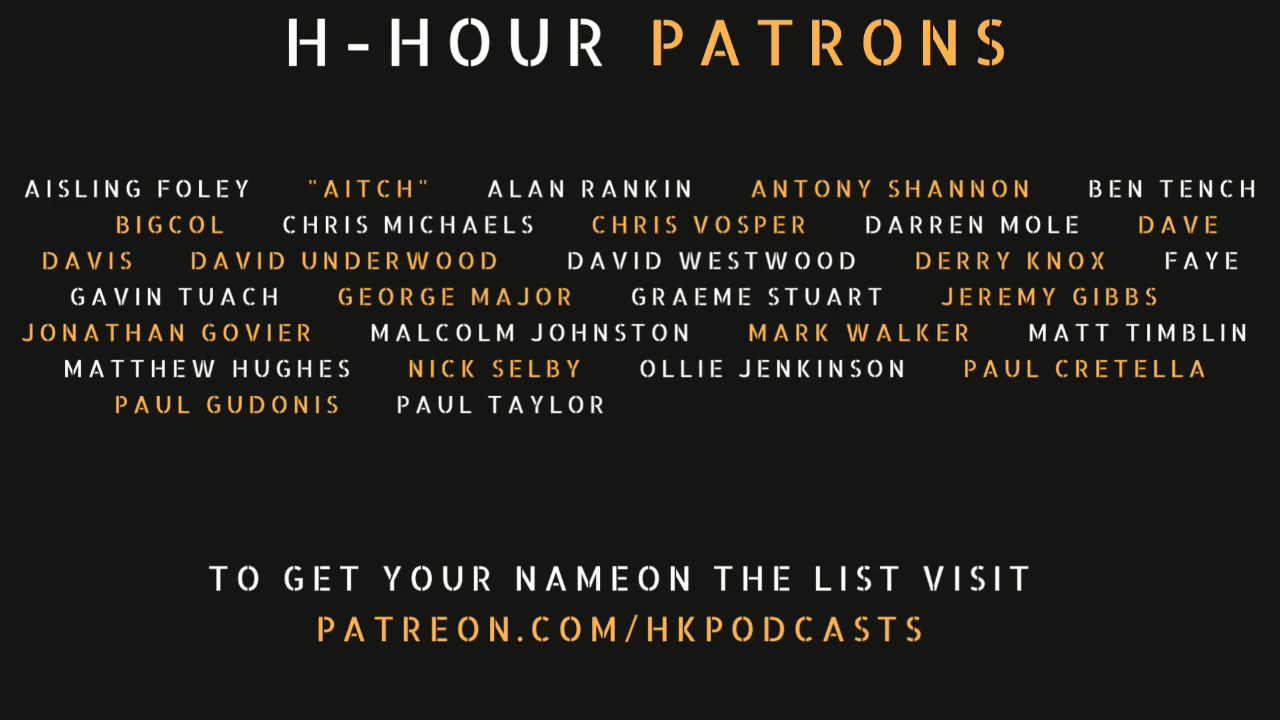 H-HOUR PATRONS
AISLING FOLEY "AITCH" ALAN RANKIN ANTONY SHANNON BEN TENCH
BIGCOL CHRIS MICHAELS CHRIS VOSPER DARREN MOLE DAVE
DAVIS DAVID UNDERWOOD DAVID WESTWOOD DERRY KNOX FAYE
GAVIN TUACH GEORGE MAJOR GRAEME STUART JEREMY GIBBS
JONATHAN GOVIER MALCOLM JOHNSTON MARK WALKER MATT TIMBLIN
MATTHEW HUGHES NICK SELBY OLLIE JENKINSON PAUL CRETELLA
PAUL GUDONIS PAUL TAYLOR
TO GET YOUR NAMEON THE LIST VISIT
PATREON.COM/HKPODCASTS